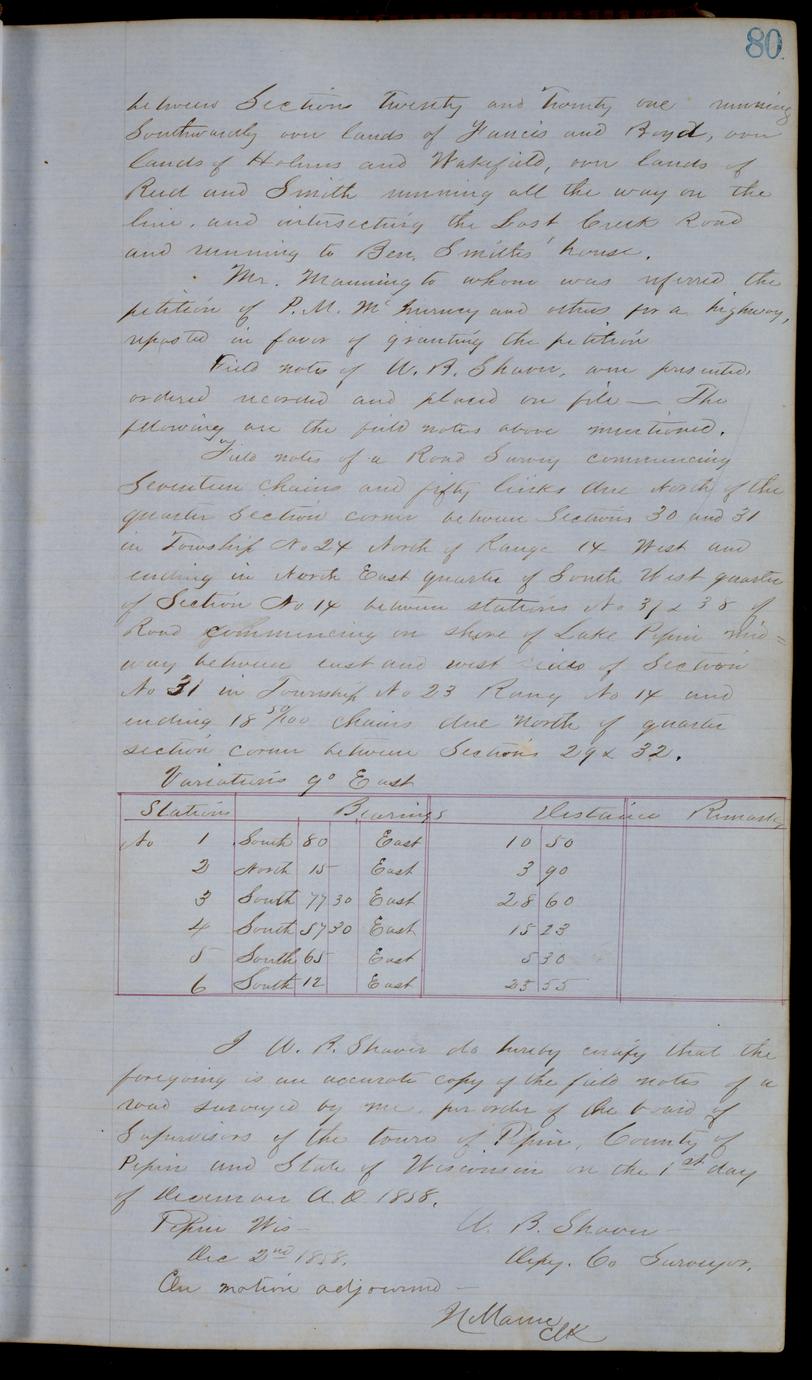 80
between Sections Twenty and Twenty one running
Southwardly over lands of Francis and Boyd, over
lands of Holms and Wakefield, over lands of
Reed and Smith running all the way on the
line, and intersecting the Lost Creek Road
and running to Ben, Smiths' house.
Mr. Manning to whom was referred the
petition of P. M. and others for a highway,
reported in favor of granting the petition
Field notes of W. B. Shaver, were presented,
ordered recorded and placed on file — The
following are the field notes above mentioned.
Field notes of a Road Survey commencing
Seventeen Chains and fifty links due North of the
quarter Section corner between Sections 30 and 31
in Towship No 24 North of Range 14 West and
ending in North East quarter of South West quarter
of Section No 14 between stations No 37 & 38 of
Road commencing on shore of Lake Pepin mid=
way between east and west sides of Section
No 31 in Township No 23 Rang No 14 and
ending 18 50/100 Chains due North of quarter
section corner between Sections 29 & 32.
Variations 9° East
Stations Bearings Distance Remarks
No 1 South 80 East 10 50
2 North 15 East 3 90
3 South 77 30 East 28 60
4 South 57 30 East 15 23
5 South 65 East 5 30
6 South 12 East 25 55
I W. B. Shaver do hereby certify that the
foregoing is an accurate copy of the field notes of a
road surveyed by me, per order of the board of
Supervisors of the town of Pepin, County of
Pepin and State of Wisconsin on the 1st day
of December A.D. 1858.
Pepin Wis— W. B. Shaver—
Dec 2nd 1858. Depy. Co Surveyor.
On motion adjourned—
Clk